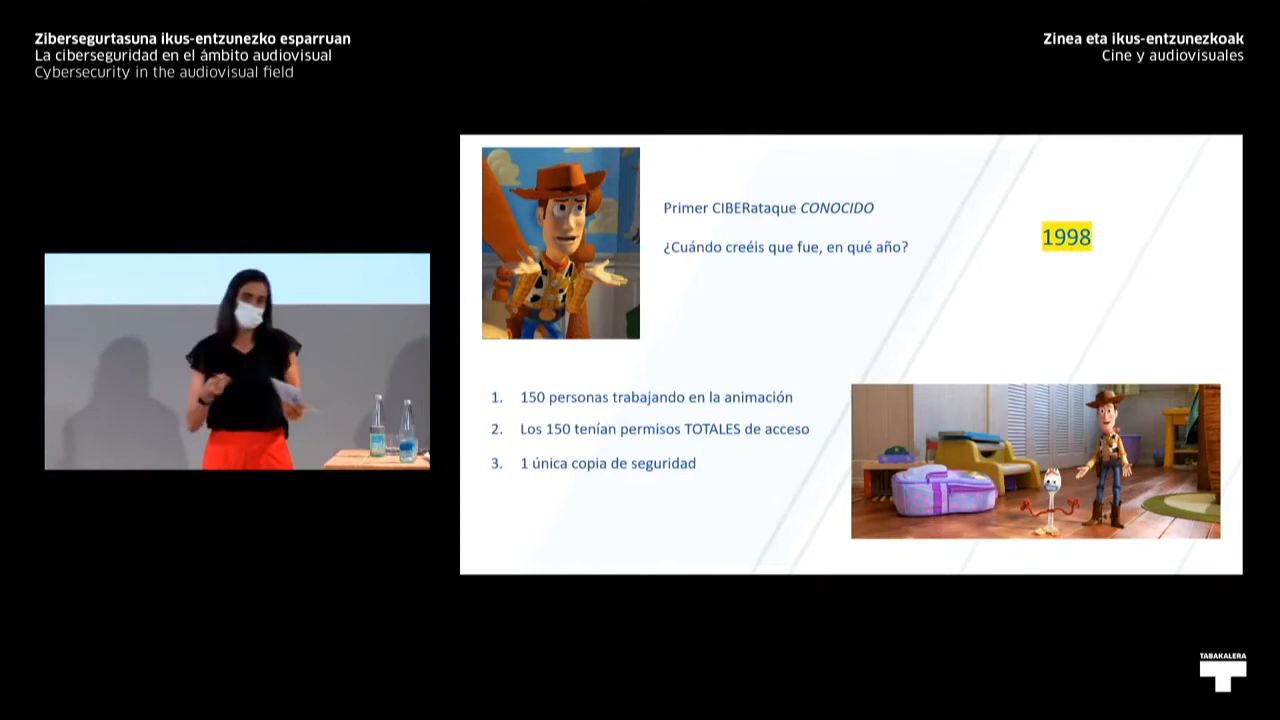 Zibersegurtasuna ikus-entzunezko esparruan
La ciberseguridad en el ámbito audiovisual
Cybersecurity in the audiovisual field
Zinea eta ikus-entzunezkoak
Cine y audiovisuales
Primer CIBERataque CONOCIDO
¿Cuándo creéis que fue, en qué año?
1998
1. 150 personas trabajando en la animación
2. Los 150 tenían permisos TOTALES de acceso
3. 1 única copia de seguridad
TABAKALERA